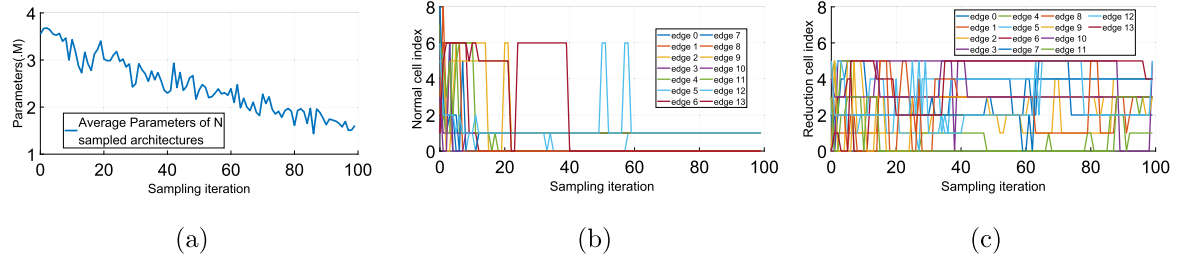 4
3
2
1
Parameters(.M)
0 20 40 60 80 100
Sampling iteration
Average Parameters of N
sampled architectures
(a)
8
6
4
2
0
Normal cell index
0 20 40 60 80 100
Sampling iteration
edge 0 edge 7
edge 1 edge 8
edge 2 edge 9
edge 3 edge 10
edge 4 edge 11
edge 5 edge 12
edge 6 edge 13
(b)
8
6
4
2
0
Reduction cell index
0 20 40 60 80 100
Sampling iteration
edge 0 edge 4 edge 8 edge 12
edge 1 edge 5 edge 9 edge 13
edge 2 edge 6 edge 10
edge 3 edge 7 edge 11
(c)